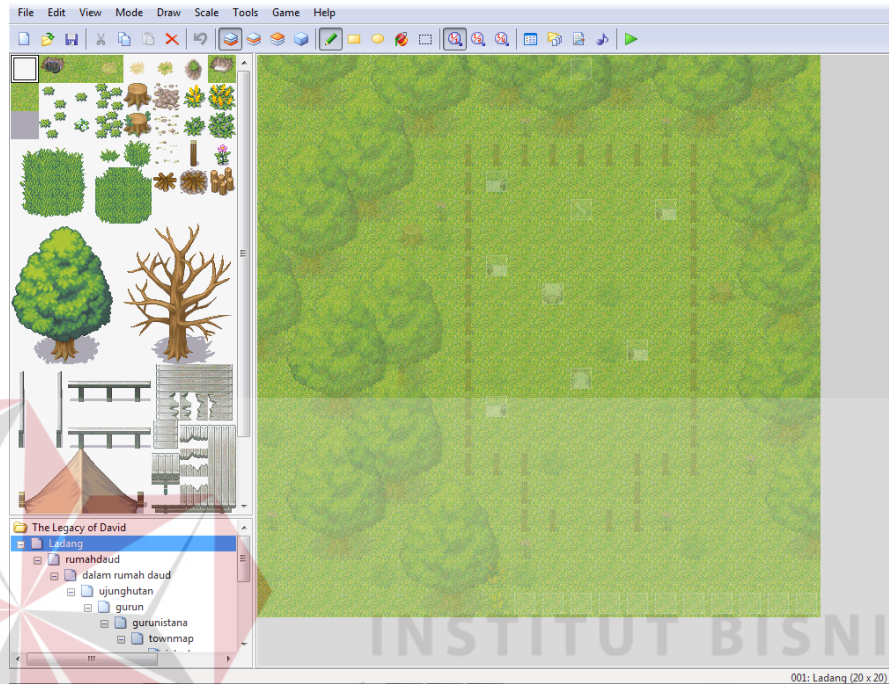 File Edit View Mode Draw Scale Tools Game Help
The Legacy of David
Ladang
rumahdaud
dalam rumah daud
ujunghutan
gurun
gurunistana
townmap
INSTITUT BISNI
001: Ladang (20 x 20)